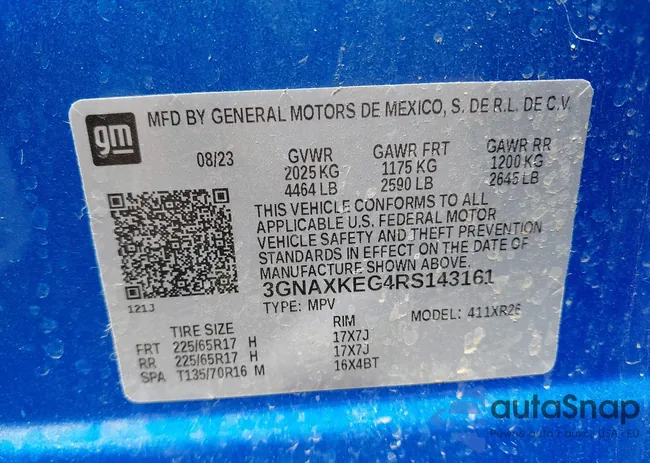 gm
MFD BY GENERAL MOTORS DE MEXICO, S. DE R.L. DE C.V.
08/23 GVWR GAWR FRT GAWR RR
2025 KG 1175 KG 1200 KG
4464 LB 2590 LB 2645 LB
THIS VEHICLE CONFORMS TO ALL
APPLICABLE U.S. FEDERAL MOTOR
VEHICLE SAFETY AND THEFT PREVENTION
STANDARDS IN EFFECT ON THE DATE OF
MANUFACTURE SHOWN ABOVE.
3GNAXKEG4RS143161
121J
TYPE: MPV MODEL: 411XR26
TIRE SIZE RIM
FRT 225/65R17 H 17X7J
RR 225/65R17 H 17X7J
SPA T135/70R16 M 16X4BT
autoSnap